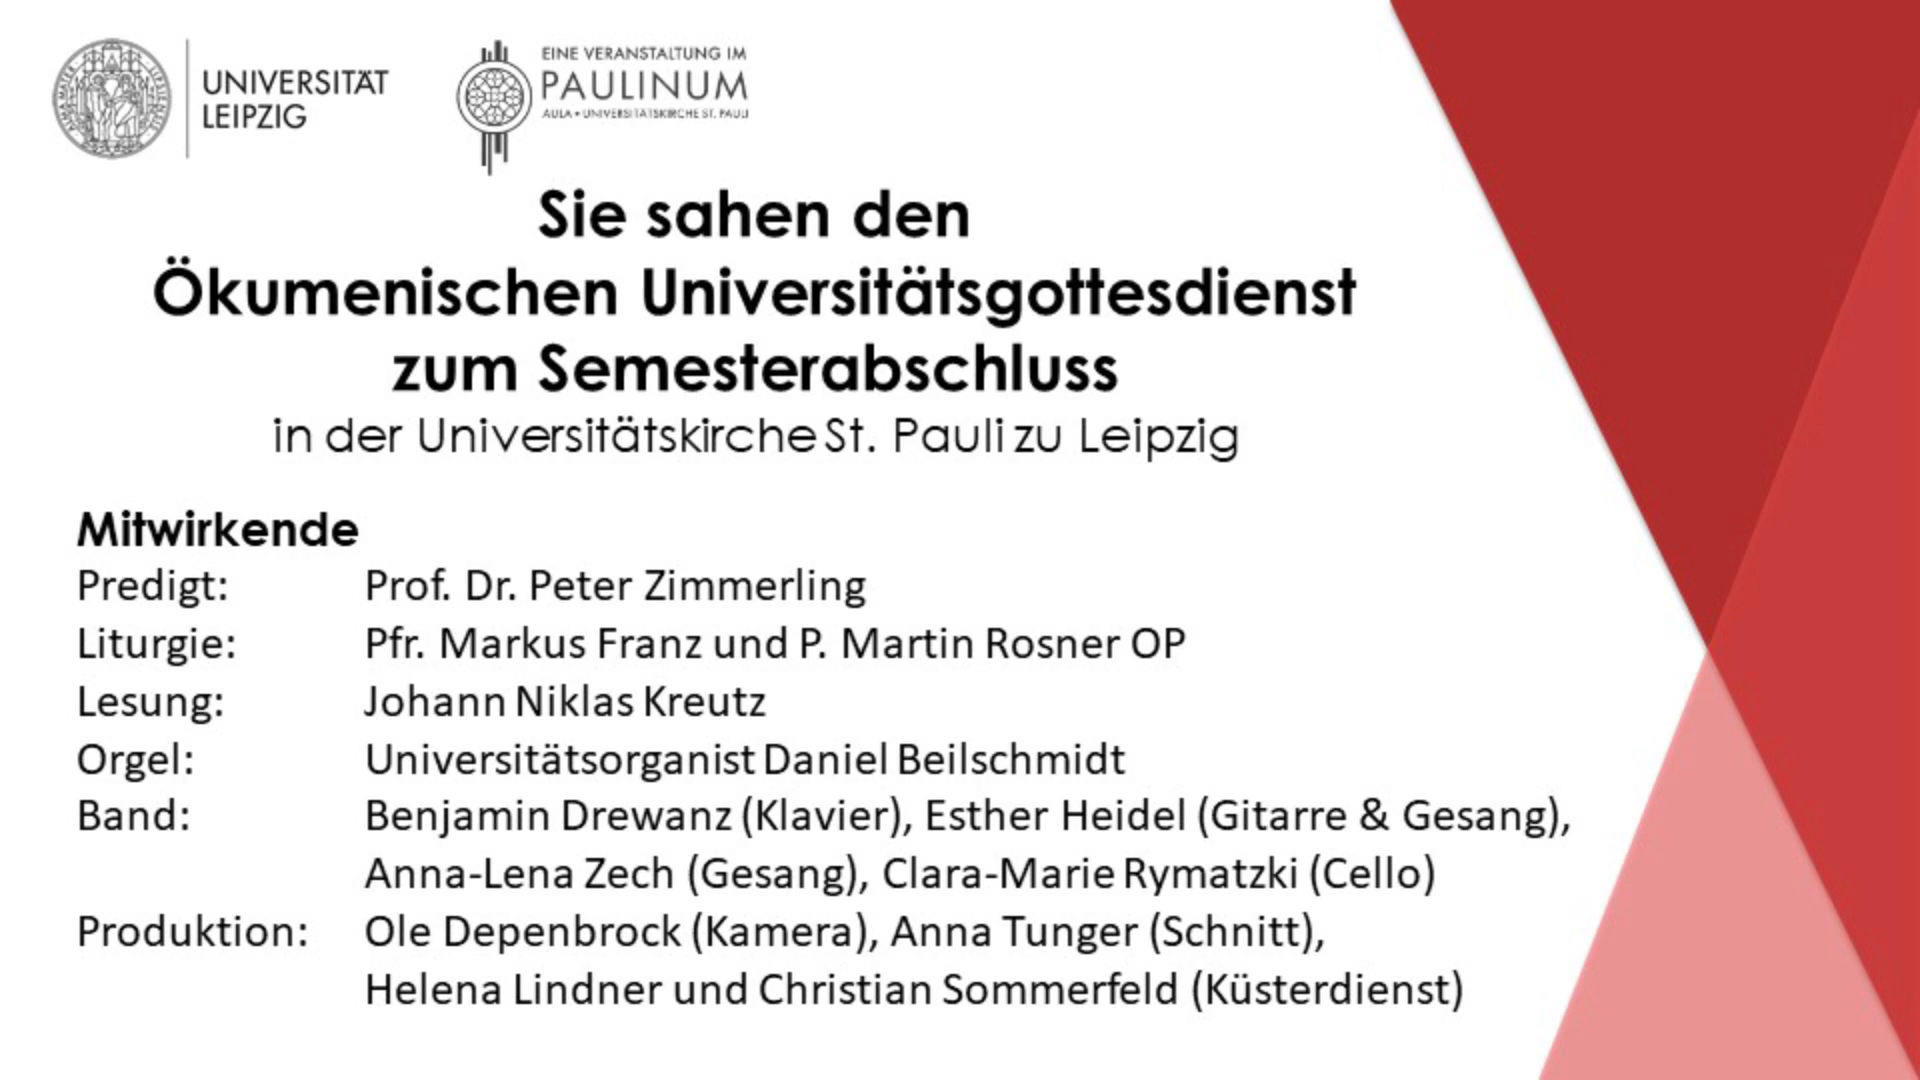 UNIVERSITÄT
LEIPZIG
EINE VERANSTALTUNG IM
PAULINUM
AULA • UNIVERSITÄTSKIRCHE ST. PAULI
Sie sahen den
Ökumenischen Universitätsgottesdienst
zum Semesterabschluss
in der Universitätskirche St. Pauli zu Leipzig
Mitwirkende
Predigt: Prof. Dr. Peter Zimmerling
Liturgie: Pfr. Markus Franz und P. Martin Rosner OP
Lesung: Johann Niklas Kreutz
Orgel: Universitätsorganist Daniel Beilschmidt
Band: Benjamin Drewanz (Klavier), Esther Heidel (Gitarre & Gesang),
Anna-Lena Zech (Gesang), Clara-Marie Rymatzki (Cello)
Produktion: Ole Depenbrock (Kamera), Anna Tunger (Schnitt),
Helena Lindner und Christian Sommerfeld (Küsterdienst)